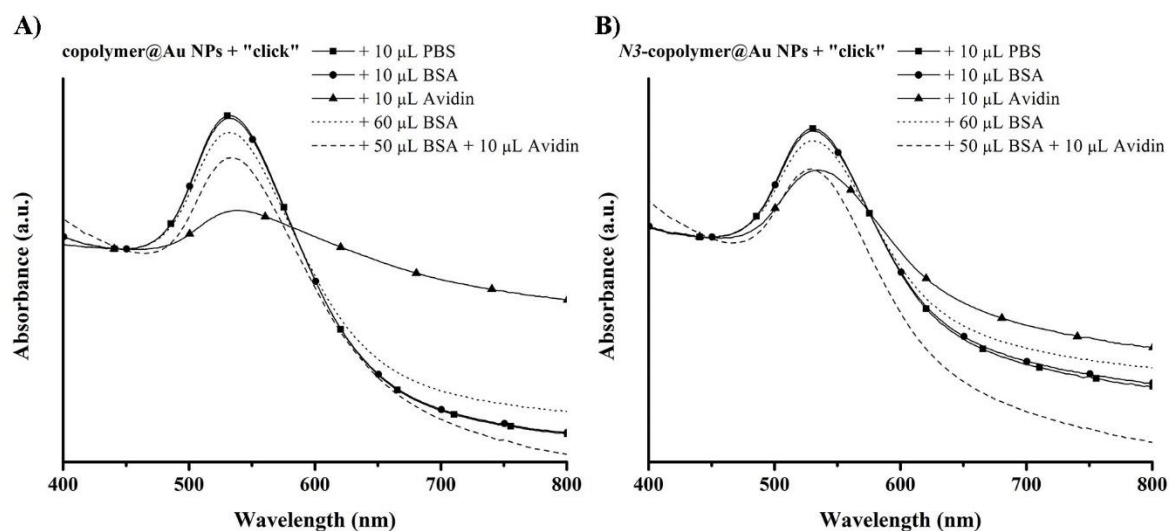 A)
copolymer@Au NPs + "click"
+ 10 µL PBS
+ 10 µL BSA
+ 10 µL Avidin
+ 60 µL BSA
+ 50 µL BSA + 10 µL Avidin
Absorbance (a.u.)
400 500 600 700 800
Wavelength (nm)
B)
N3-copolymer@Au NPs + "click"
+ 10 µL PBS
+ 10 µL BSA
+ 10 µL Avidin
+ 60 µL BSA
+ 50 µL BSA + 10 µL Avidin
Absorbance (a.u.)
400 500 600 700 800
Wavelength (nm)